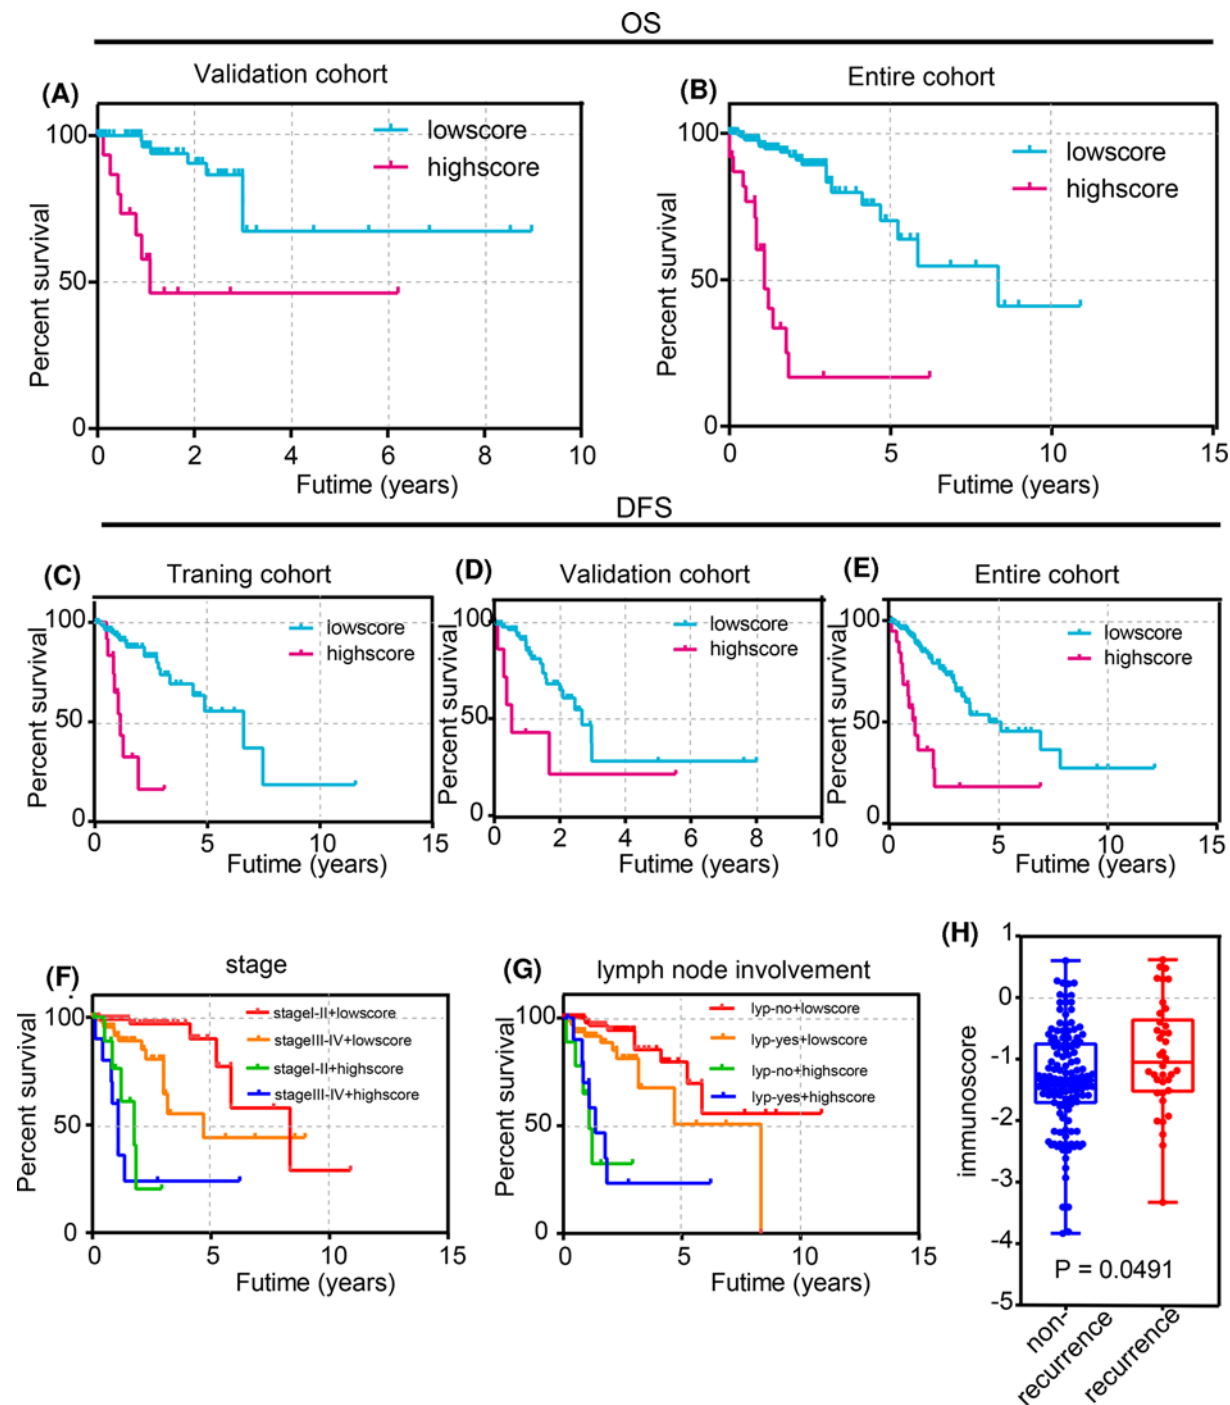 OS
(A) Validation cohort
Percent survival
100
50
0
lowscore
highscore
0 2 4 6 8 10
Futime (years)
(B) Entire cohort
Percent survival
100
50
0
lowscore
highscore
0 5 10 15
Futime (years)
DFS
(C) Traning cohort
Percent survival
100
50
0
lowscore
highscore
0 5 10 15
Futime (years)
(D) Validation cohort
Percent survival
100
50
0
lowscore
highscore
0 2 4 6 8 10
Futime (years)
(E) Entire cohort
Percent survival
100
50
0
lowscore
highscore
0 5 10 15
Futime (years)
(F) stage
Percent survival
100
50
0
stageI-II+lowscore
stageIII-IV+lowscore
stageI-II+highscore
stageIII-IV+highscore
0 5 10 15
Futime (years)
(G) lymph node involvement
Percent survival
100
50
0
lyp-no+lowscore
lyp-yes+lowscore
lyp-no+highscore
lyp-yes+highscore
0 5 10 15
Futime (years)
(H)
immunoscore
1
0
-1
-2
-3
-4
-5
P = 0.0491
non-
recurrence
recurrence